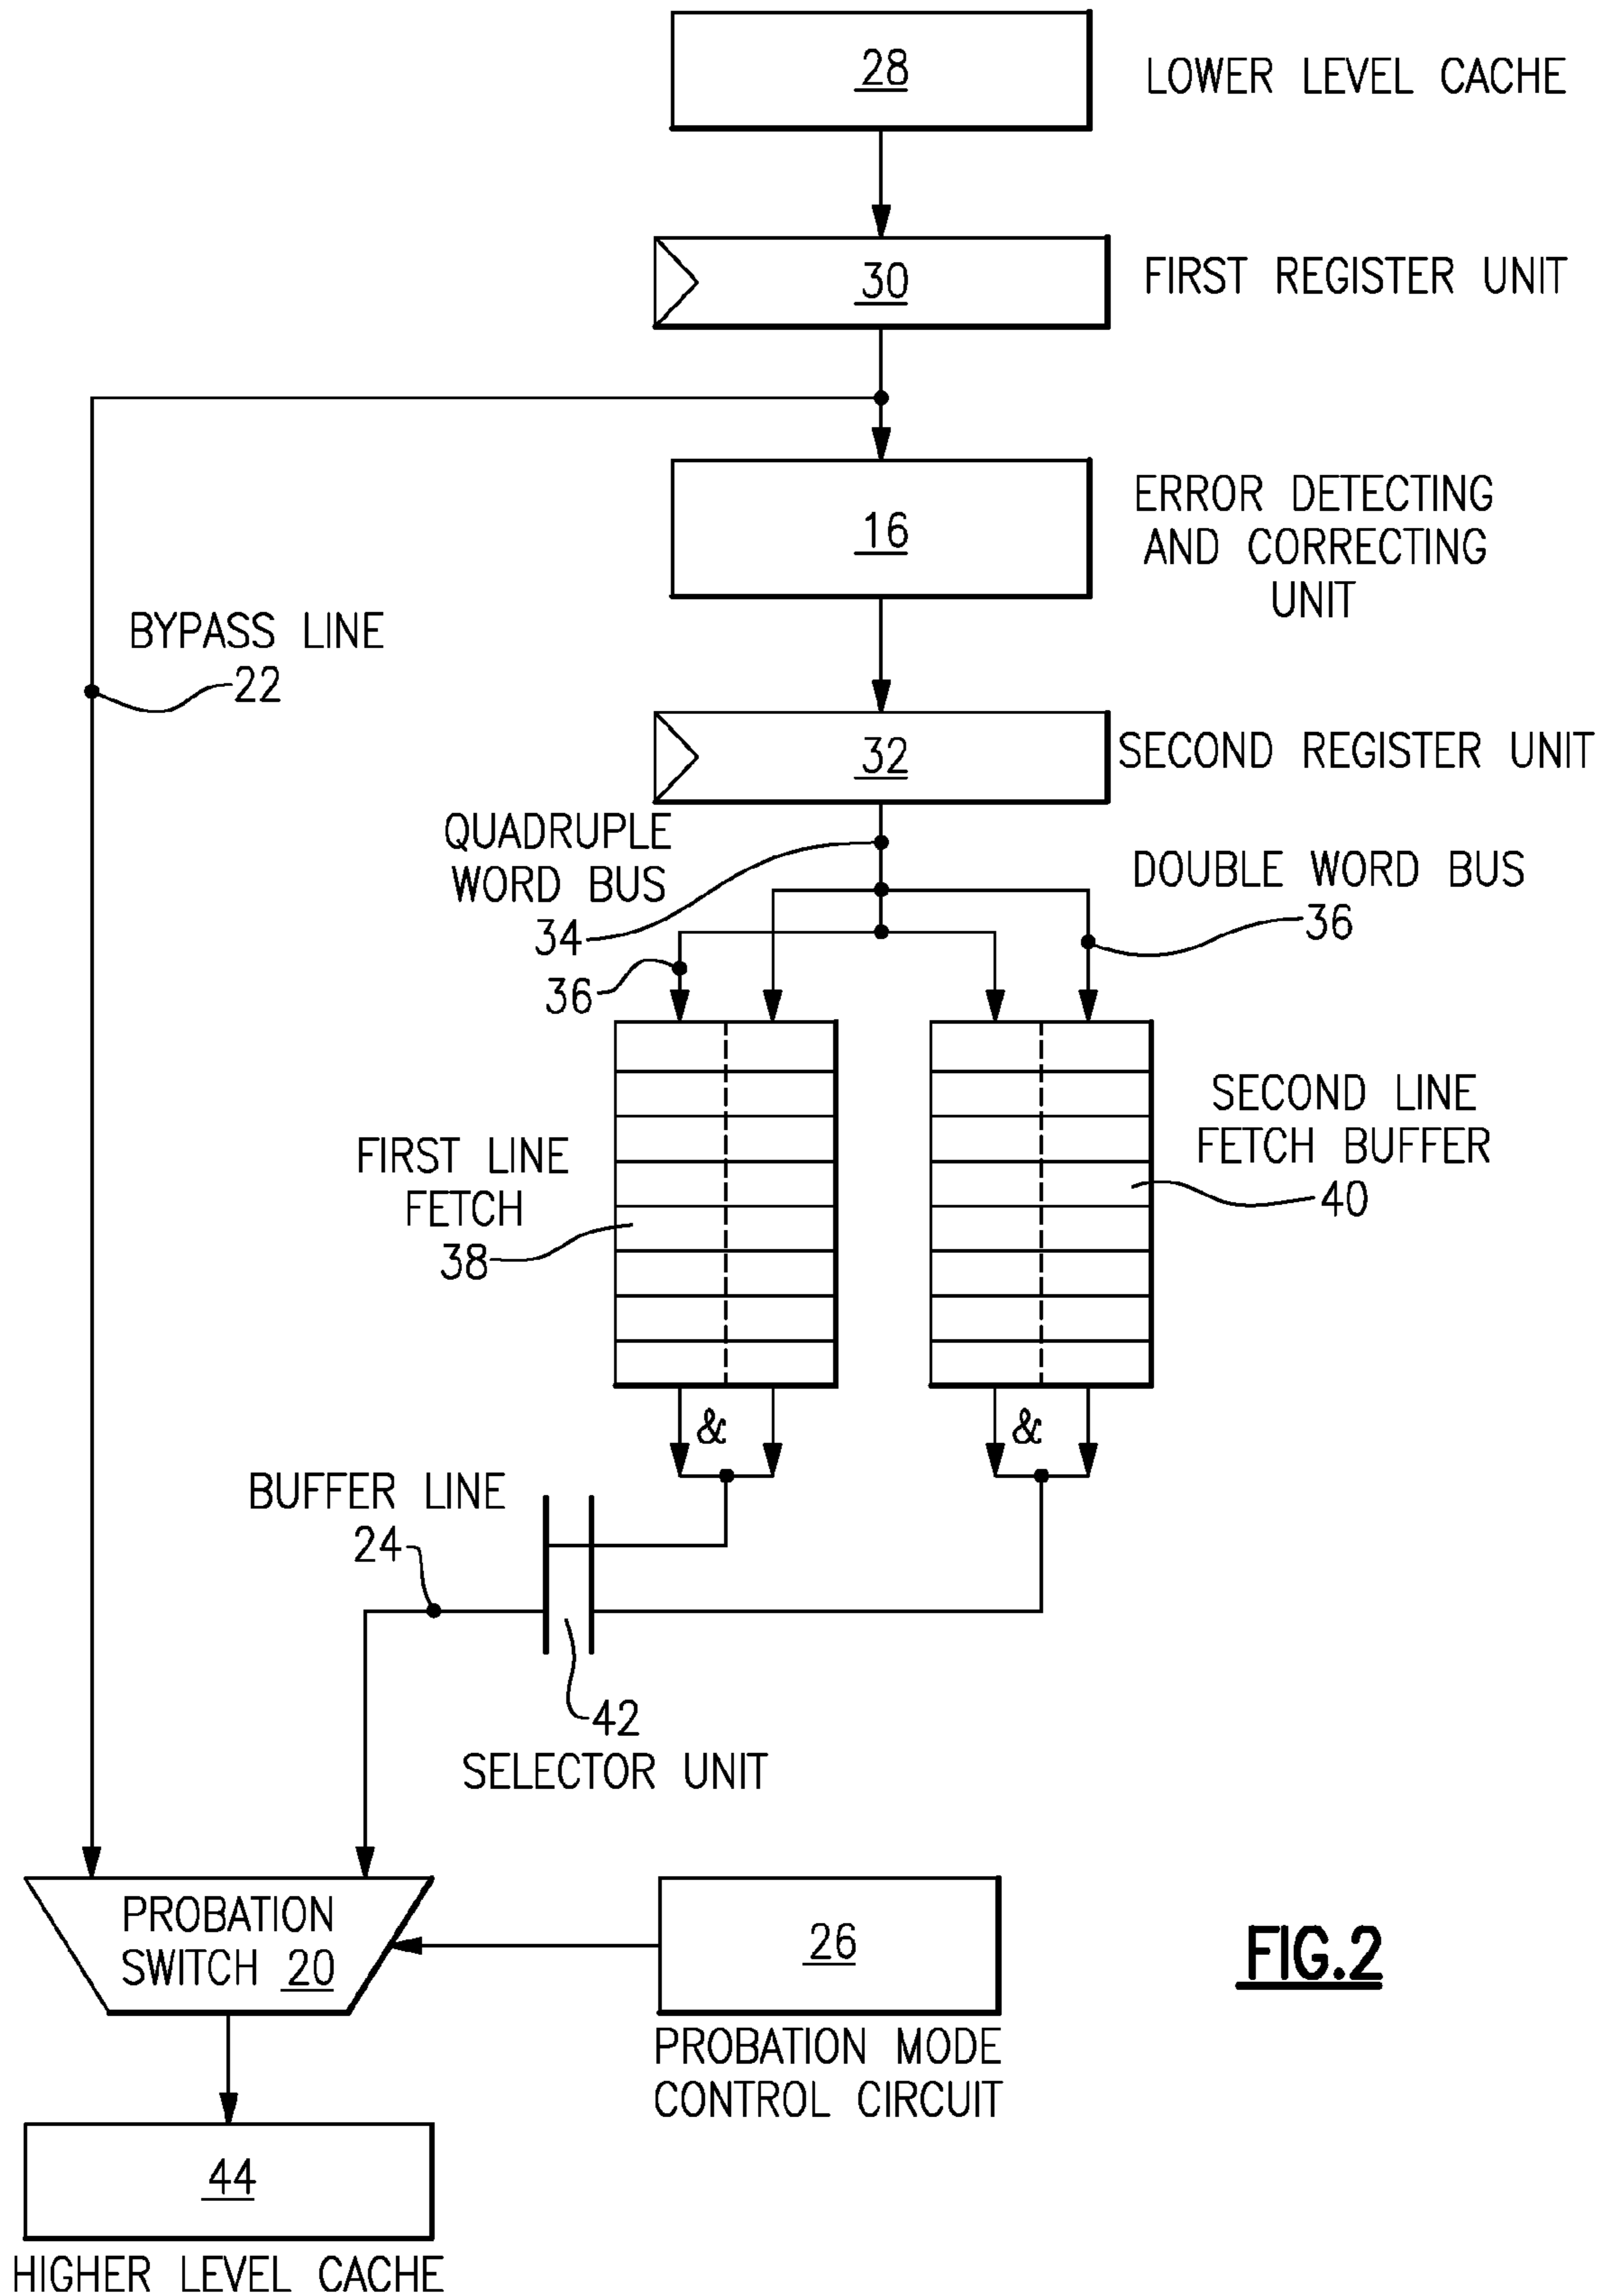 28
LOWER LEVEL CACHE
30
FIRST REGISTER UNIT
16
ERROR DETECTING
AND CORRECTING
UNIT
BYPASS LINE
22
32
SECOND REGISTER UNIT
QUADRUPLE
WORD BUS
34
DOUBLE WORD BUS
36
36
SECOND LINE
FETCH BUFFER
40
FIRST LINE
FETCH
38
&
&
BUFFER LINE
24
42
SELECTOR UNIT
PROBATION
SWITCH 20
26
PROBATION MODE
CONTROL CIRCUIT
FIG.2
44
HIGHER LEVEL CACHE